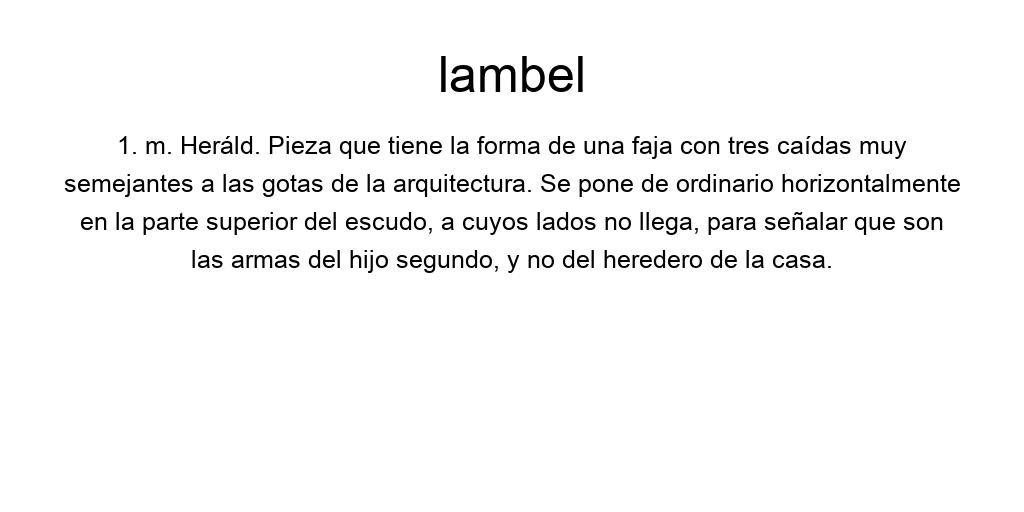 lambel
1. m. Heráld. Pieza que tiene la forma de una faja con tres caídas muy
semejantes a las gotas de la arquitectura. Se pone de ordinario horizontalmente
en la parte superior del escudo, a cuyos lados no llega, para señalar que son
las armas del hijo segundo, y no del heredero de la casa.